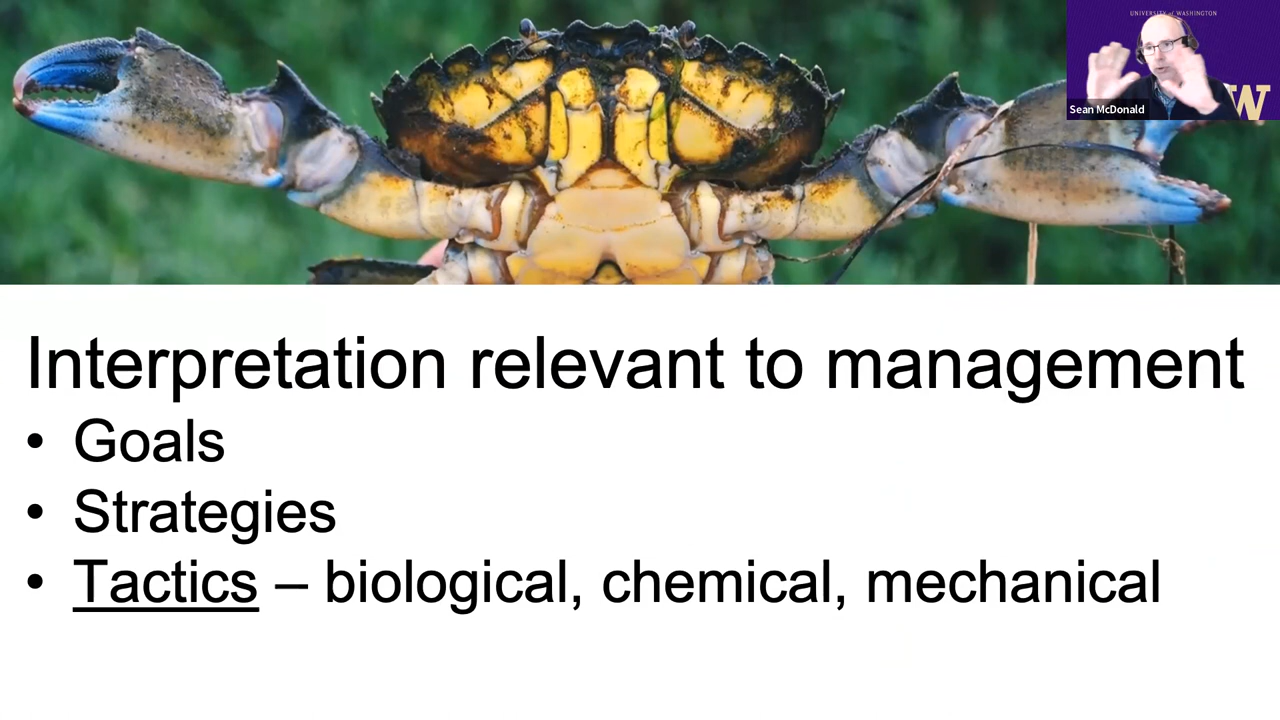 UNIVERSITY of WASHINGTON
W
Sean McDonald
Interpretation relevant to management
• Goals
• Strategies
• Tactics – biological, chemical, mechanical